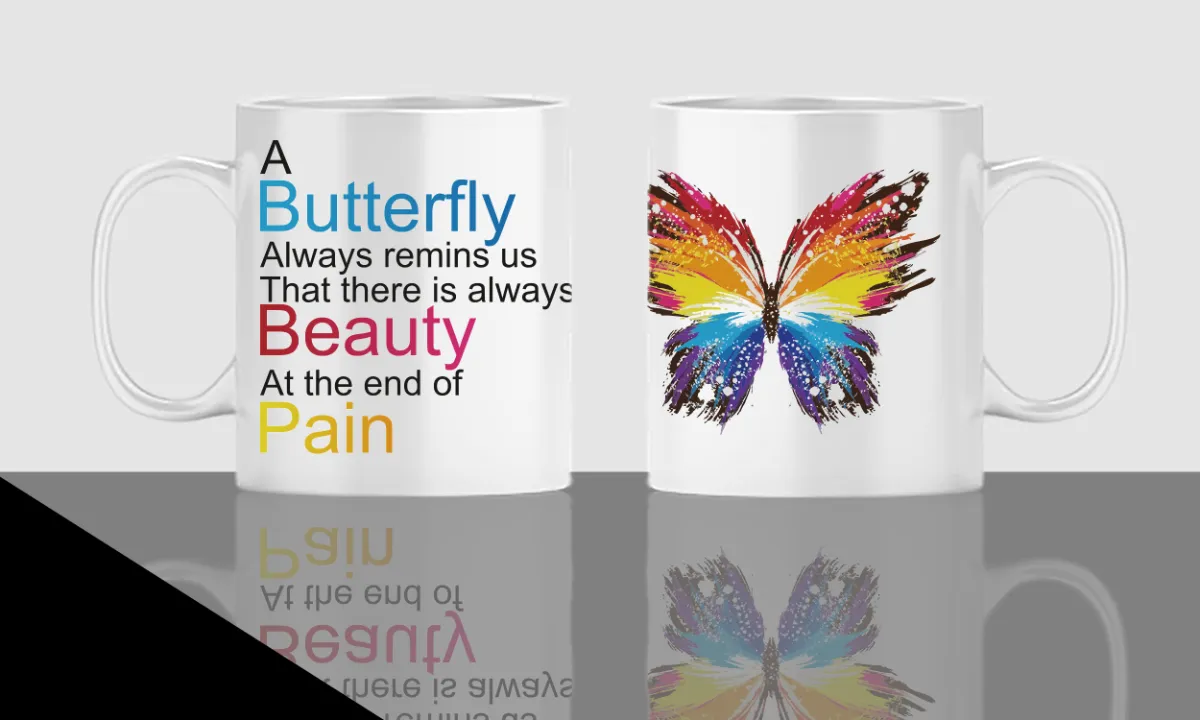 A
Butterfly
Always remins us
That there is always
Beauty
At the end of
Pain